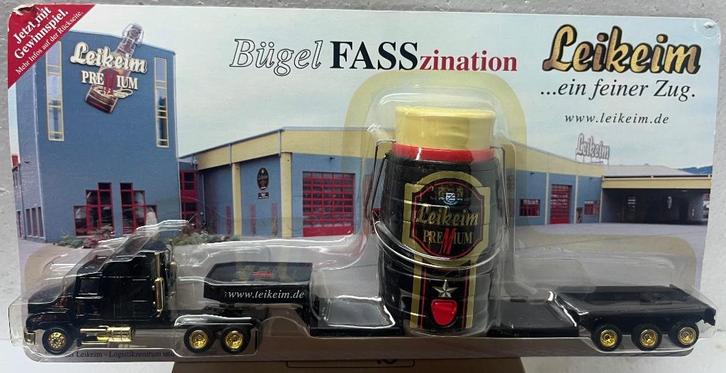 Jetzt mit
Gewinnspiel.
Mehr Infos auf der Rückseite.
Leikeim
PREMIUM
Bügel FASSzination
Leikeim
...ein feiner Zug.
www.leikeim.de
Leikeim
Leikeim
PREMIUM
www.leikeim.de
Leikeim - Logistikzentrum